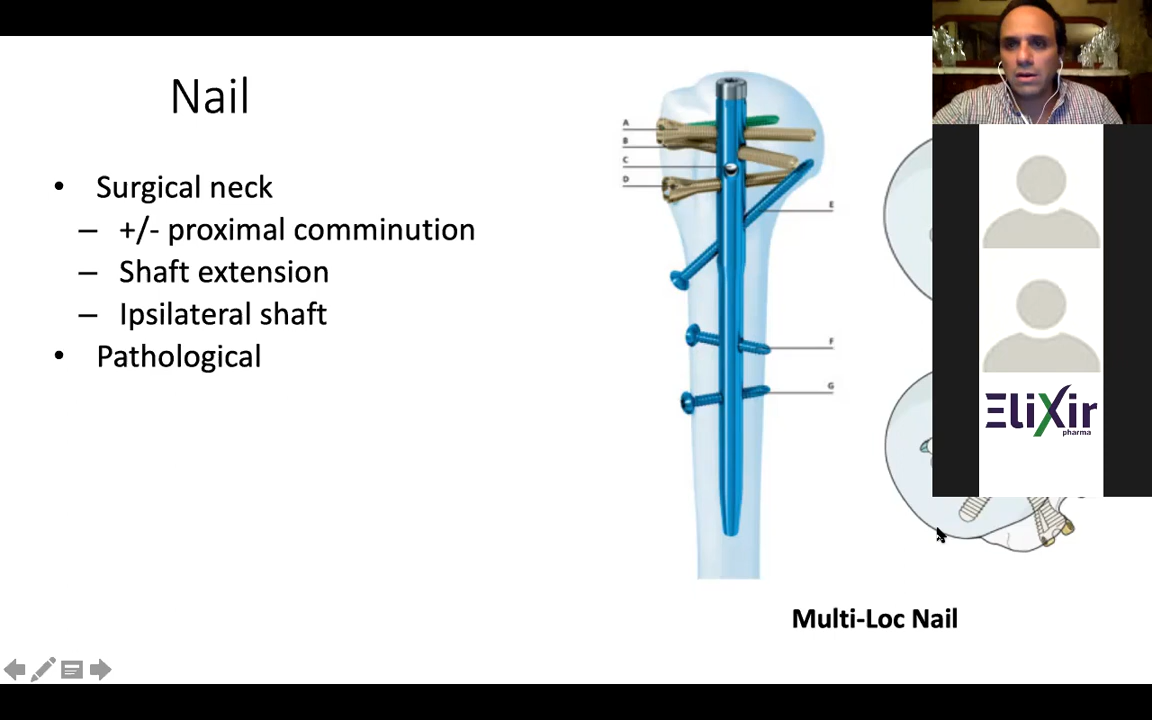 Nail
• Surgical neck
– +/- proximal comminution
– Shaft extension
– Ipsilateral shaft
• Pathological
A
B
C
D
E
F
G
Multi-Loc Nail
EliXir
pharma